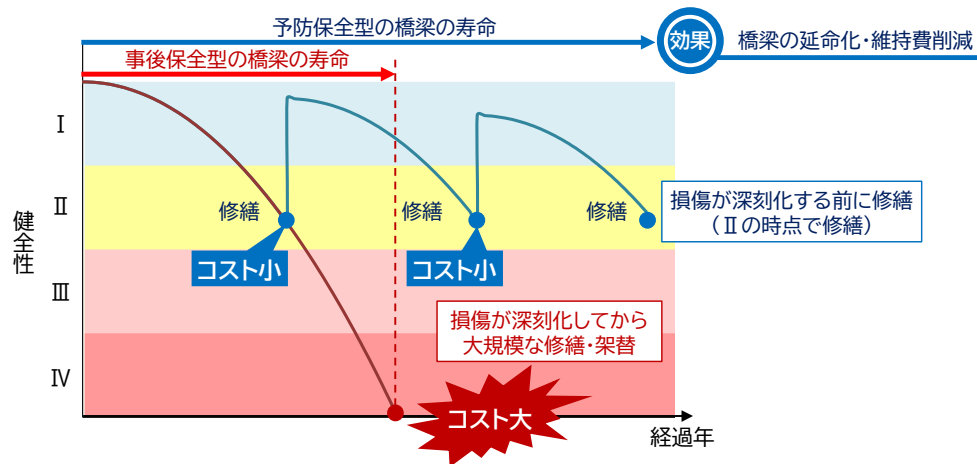 予防保全型の橋梁の寿命
効果
橋梁の延命化・維持費削減
事後保全型の橋梁の寿命
健全性
Ⅰ
Ⅱ
Ⅲ
Ⅳ
修繕
修繕
修繕
コスト小
コスト小
損傷が深刻化する前に修繕
（Ⅱの時点で修繕）
損傷が深刻化してから
大規模な修繕・架替
コスト大
経過年